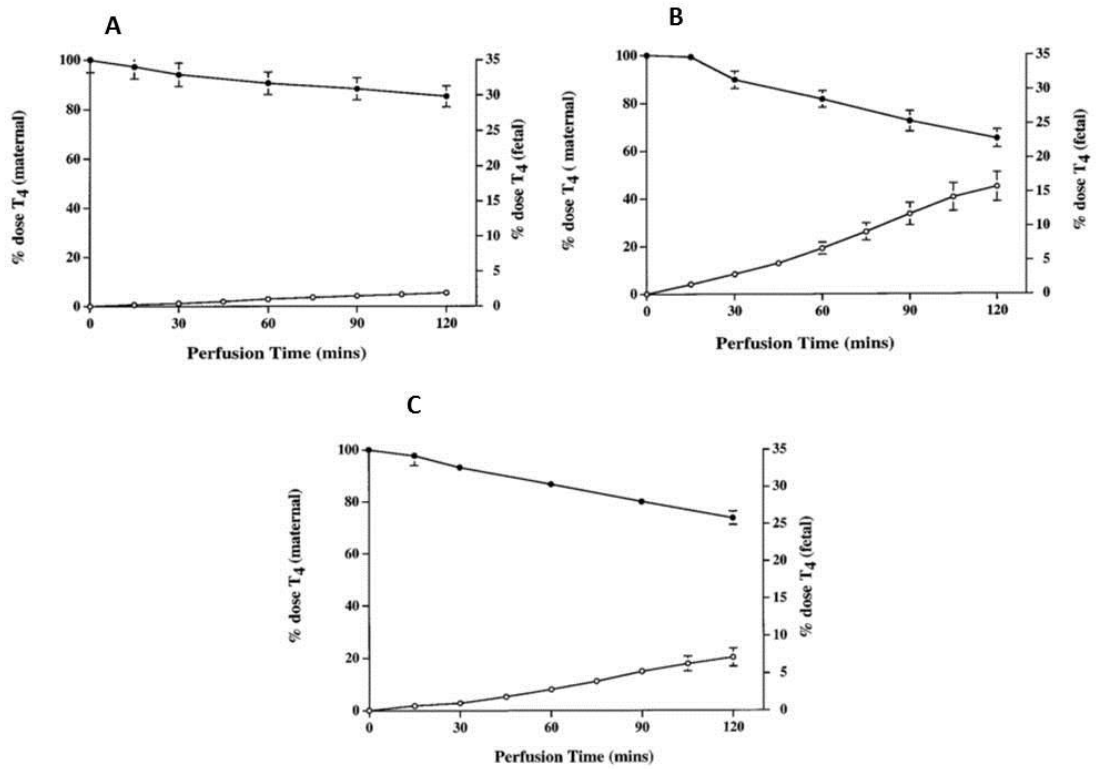 A
100
80
60
40
20
0
% dose T4 (maternal)
35
30
25
20
15
10
5
0
% dose T4 (fetal)
0 30 60 90 120
Perfusion Time (mins)
B
100
80
60
40
20
0
% dose T4 ( maternal)
35
30
25
20
15
10
5
0
% dose T4 (fetal)
0 30 60 90 120
Perfusion Time (mins)
C
100
80
60
40
20
0
% dose T4 (maternal)
35
30
25
20
15
10
5
0
% dose T4 (fetal)
0 30 60 90 120
Perfusion Time (mins)